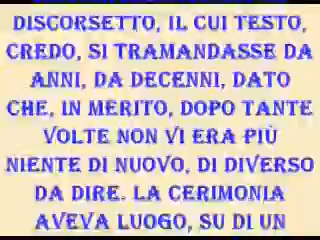 DISCORSETTO, IL CUI TESTO,
CREDO, SI TRAMANDASSE DA
ANNI, DA DECENNI, DATO
CHE, IN MERITO, DOPO TANTE
VOLTE NON VI ERA PIÙ
NIENTE DI NUOVO, DI DIVERSO
DA DIRE. LA CERIMONIA
AVEVA LUOGO, SU DI UN